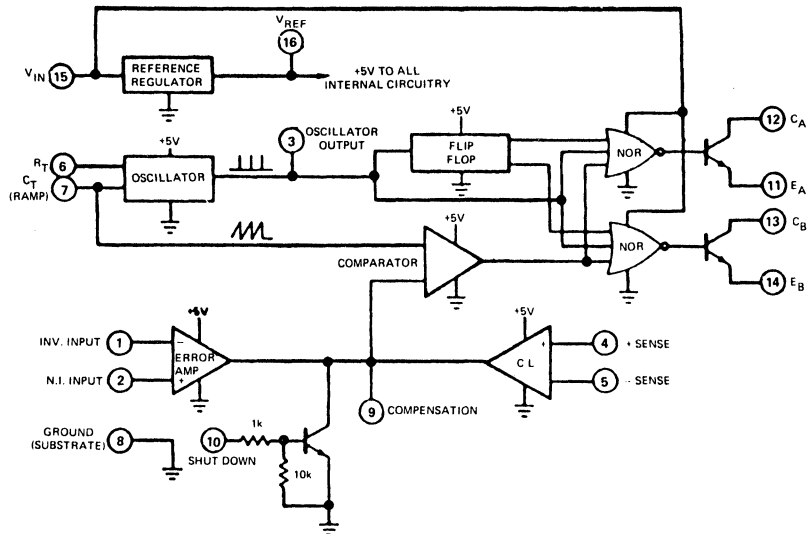 V_REF
16
V_IN 15
REFERENCE
REGULATOR
+5V TO ALL
INTERNAL CIRCUITRY
+5V
3 OSCILLATOR
OUTPUT
+5V
R_T 6
C_T 7
(RAMP)
OSCILLATOR
FLIP
FLOP
NOR
12 C_A
11 E_A
COMPARATOR
+5V
NOR
13 C_B
14 E_B
INV. INPUT 1
N.I. INPUT 2
+5V
−
ERROR
AMP
+
+5V
+
CL
−
4 + SENSE
5 − SENSE
9 COMPENSATION
GROUND
(SUBSTRATE) 8
10
SHUT DOWN
1k
10k